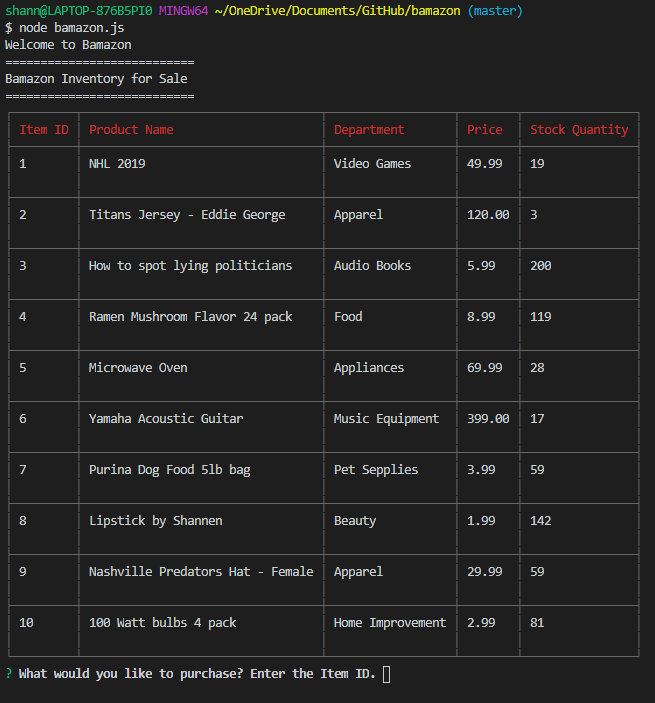 shann@LAPTOP-876B5PI0 MINGW64 ~/OneDrive/Documents/GitHub/bamazon (master)
$ node bamazon.js
Welcome to Bamazon
===========================
Bamazon Inventory for Sale
===========================
Item ID Product Name Department Price Stock Quantity
1 NHL 2019 Video Games 49.99 19
2 Titans Jersey - Eddie George Apparel 120.00 3
3 How to spot lying politicians Audio Books 5.99 200
4 Ramen Mushroom Flavor 24 pack Food 8.99 119
5 Microwave Oven Appliances 69.99 28
6 Yamaha Acoustic Guitar Music Equipment 399.00 17
7 Purina Dog Food 5lb bag Pet Sepplies 3.99 59
8 Lipstick by Shannen Beauty 1.99 142
9 Nashville Predators Hat - Female Apparel 29.99 59
10 100 Watt bulbs 4 pack Home Improvement 2.99 81
? What would you like to purchase? Enter the Item ID.